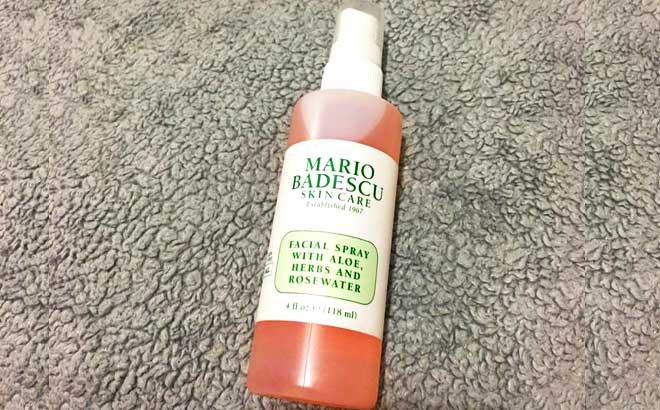 MARIO
BADESCU
SKIN CARE
Established 1967
FACIAL SPRAY
WITH ALOE,
HERBS AND
ROSEWATER
4 fl oz ℮ (118 ml)